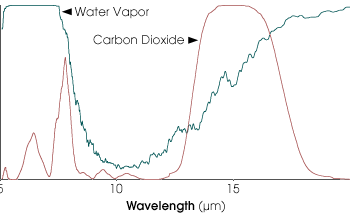 Water Vapor
Carbon Dioxide
5 10 15
Wavelength (µm)